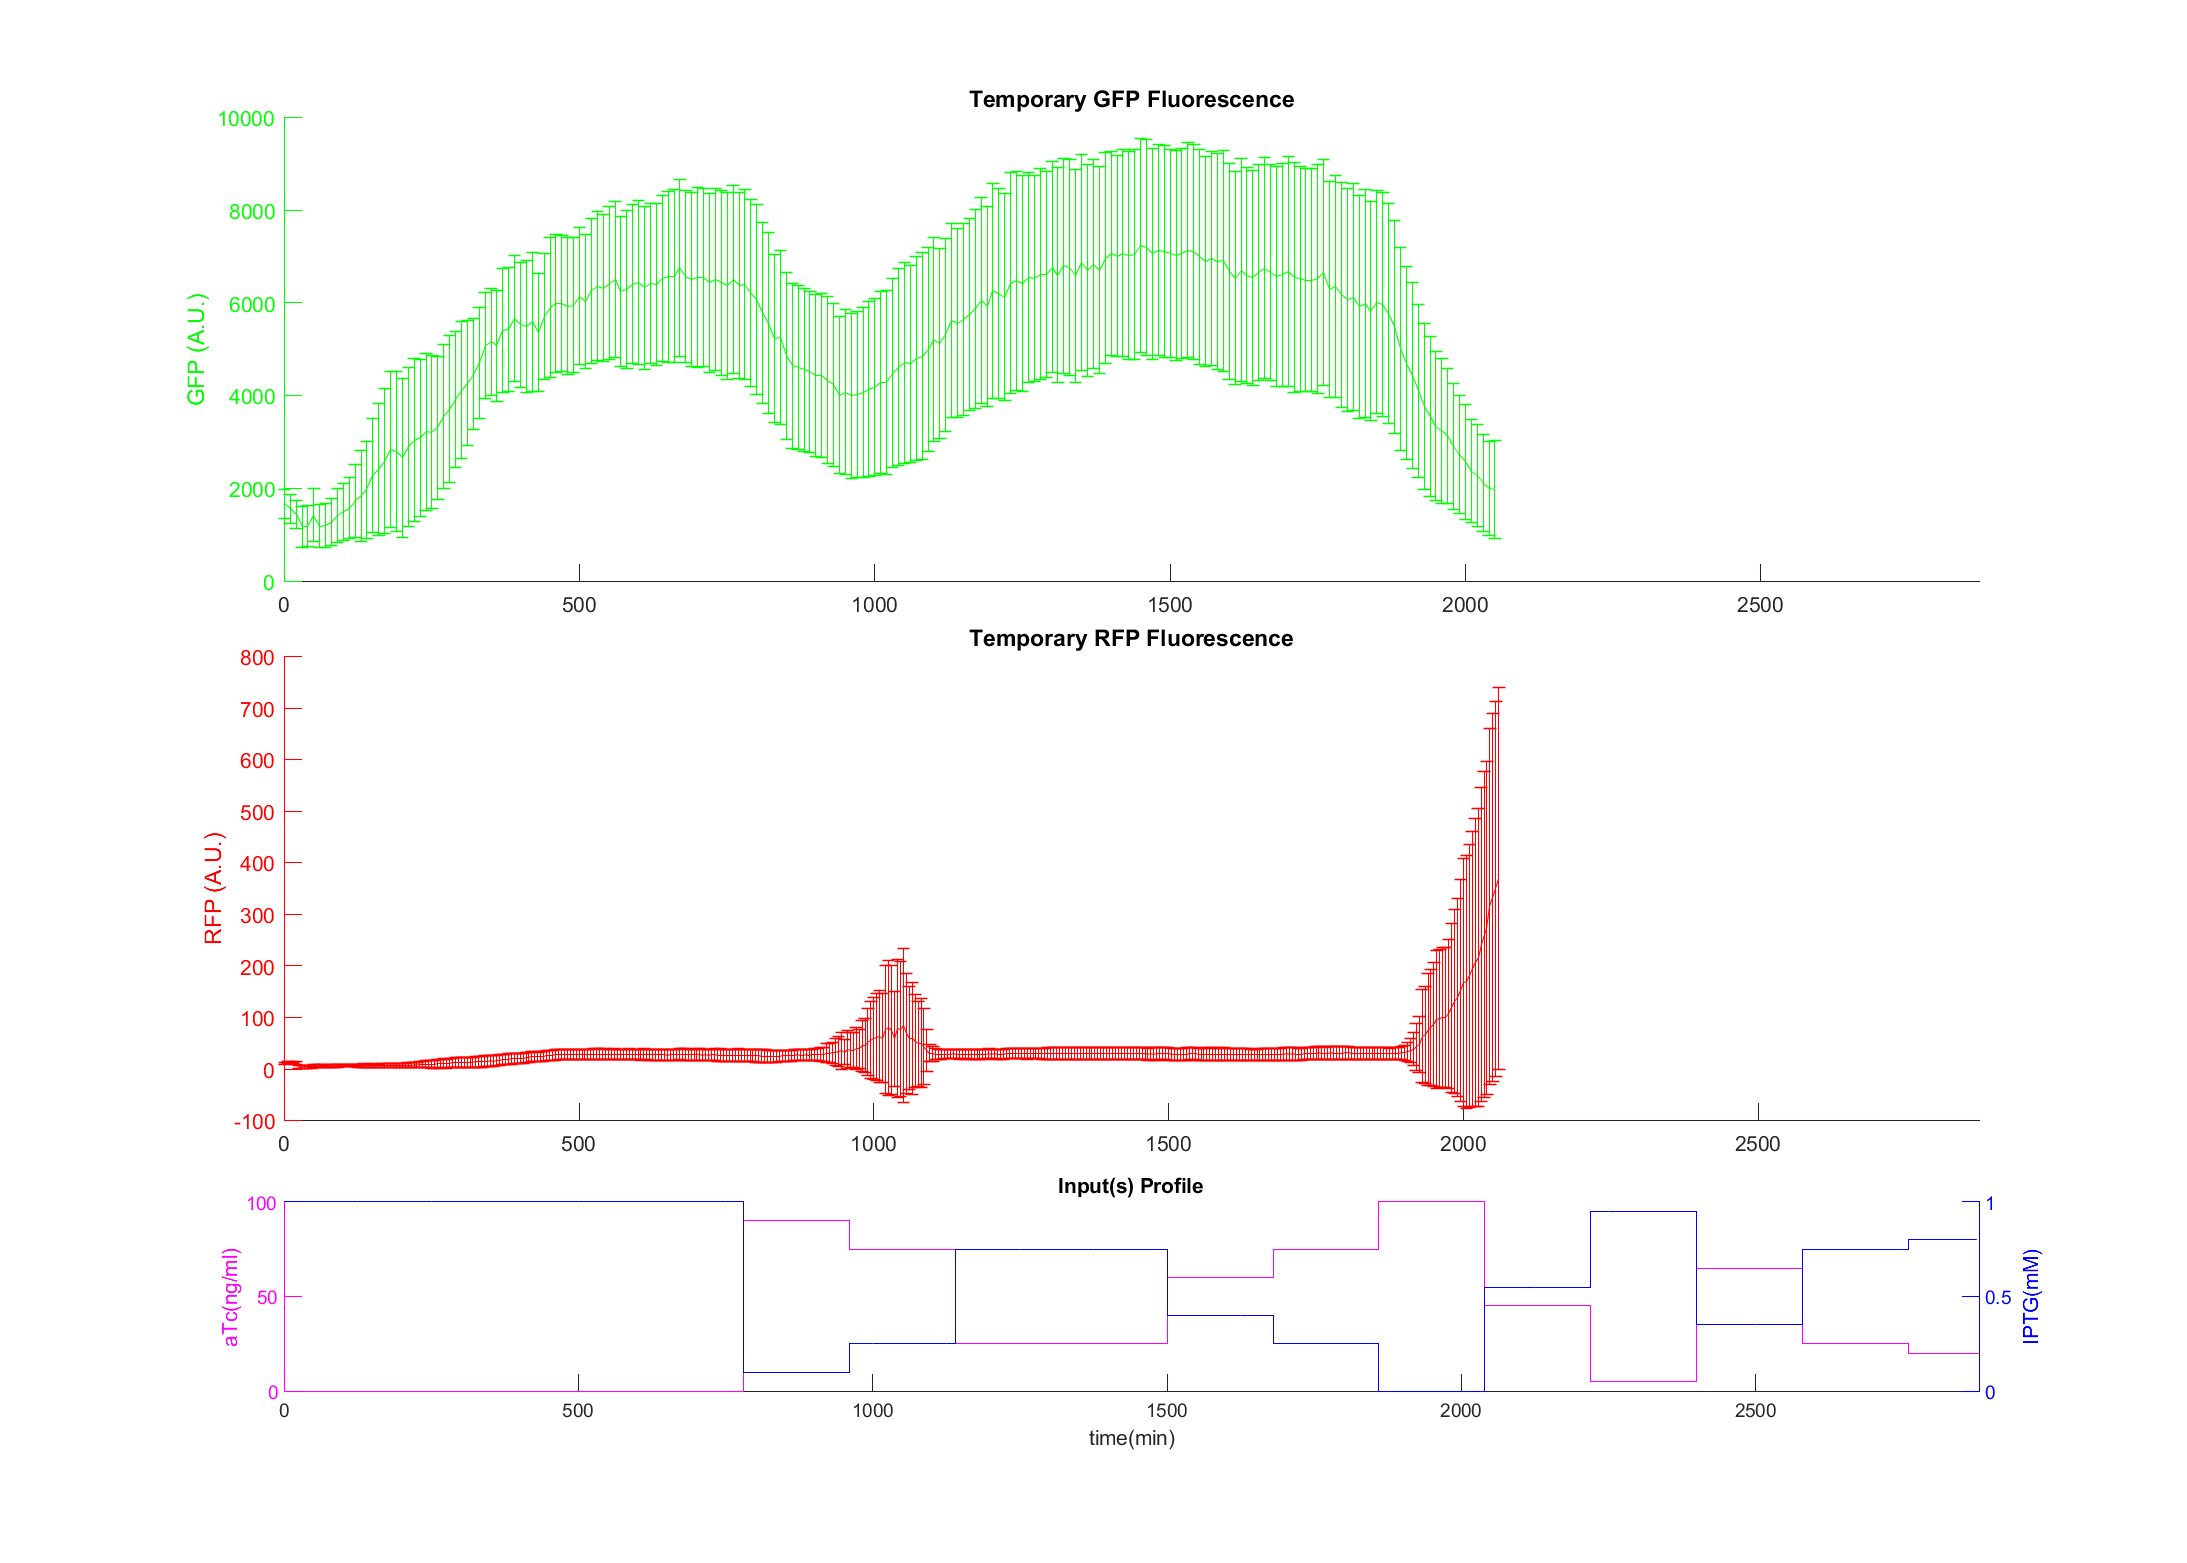 Temporary GFP Fluorescence
10000
8000
6000
4000
2000
0
GFP (A.U.)
0 500 1000 1500 2000 2500
Temporary RFP Fluorescence
800
700
600
500
400
300
200
100
0
-100
RFP (A.U.)
0 500 1000 1500 2000 2500
Input(s) Profile
100
50
0
aTc(ng/ml)
1
0.5
0
IPTG(mM)
0 500 1000 1500 2000 2500
time(min)